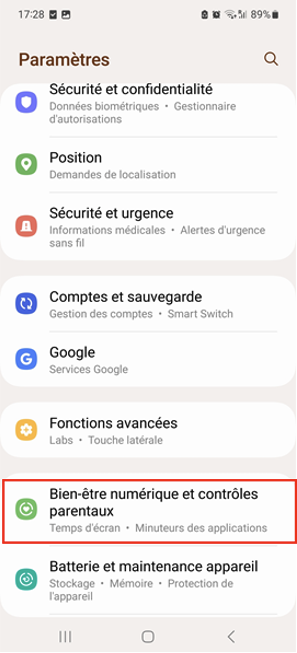 17:28
89%
Paramètres
Sécurité et confidentialité
Données biométriques • Gestionnaire
d'autorisations
Position
Demandes de localisation
Sécurité et urgence
Informations médicales • Alertes d'urgence
sans fil
Comptes et sauvegarde
Gestion des comptes • Smart Switch
Google
Services Google
Fonctions avancées
Labs • Touche latérale
Bien-être numérique et contrôles
parentaux
Temps d'écran • Minuteurs des applications
Batterie et maintenance appareil
Stockage • Mémoire • Protection de
l'appareil